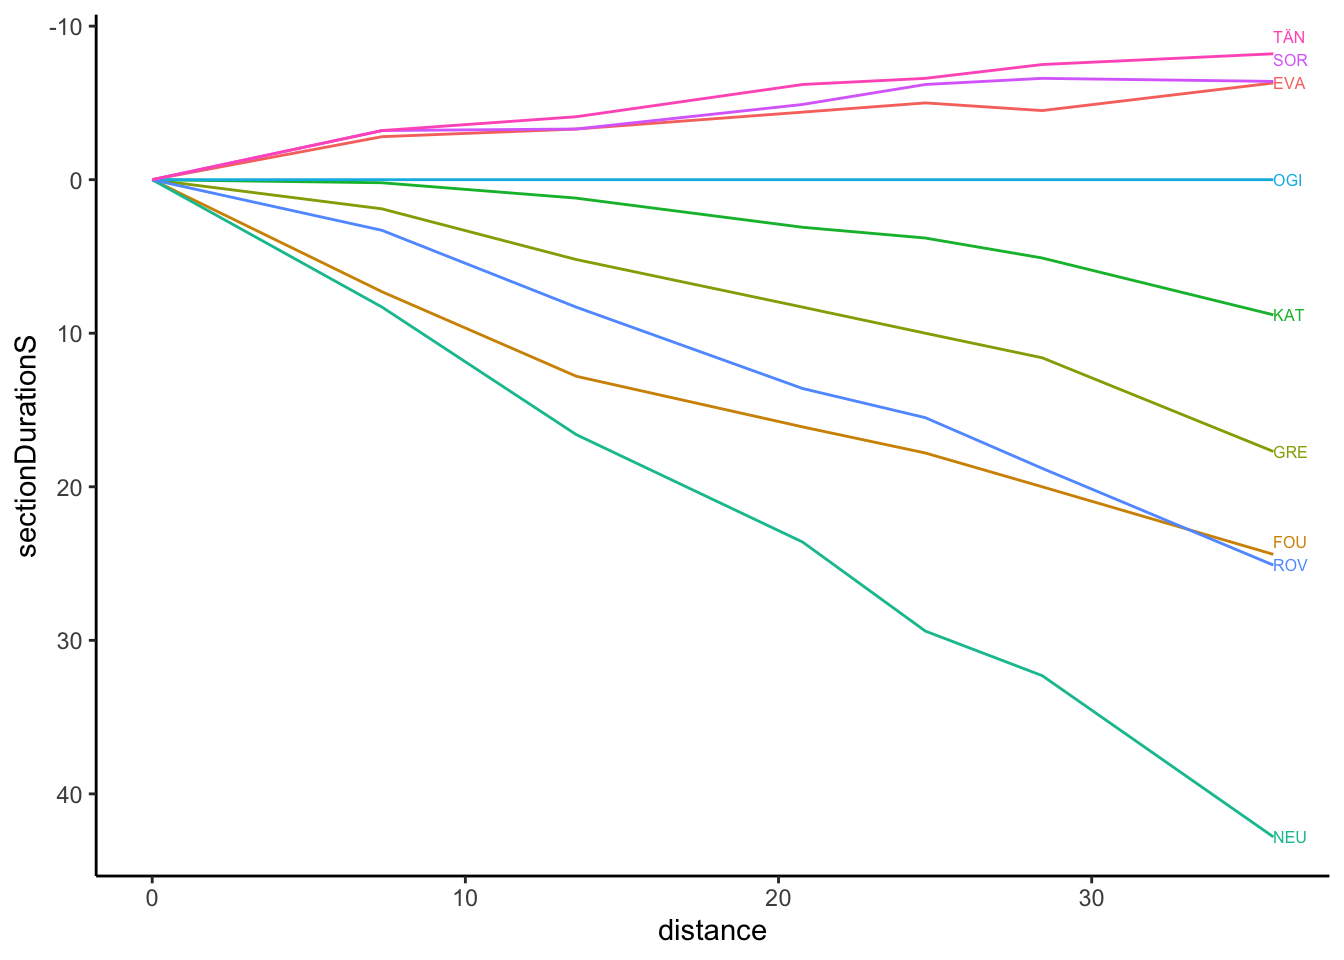 -10
0
10
20
30
40
sectionDurationS
TÄN
SOR
EVA
OGI
KAT
GRE
FOU
ROV
NEU
0
10
20
30
distance